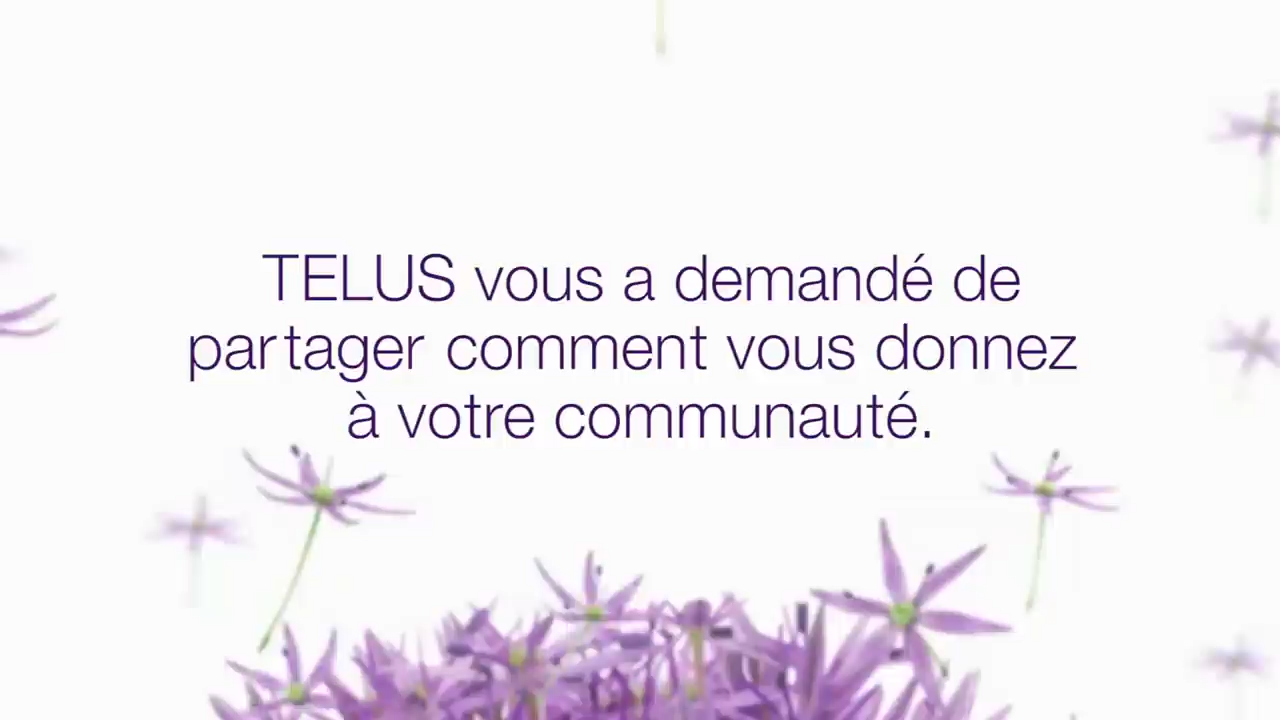 TELUS vous a demandé de
partager comment vous donnez
à votre communauté.